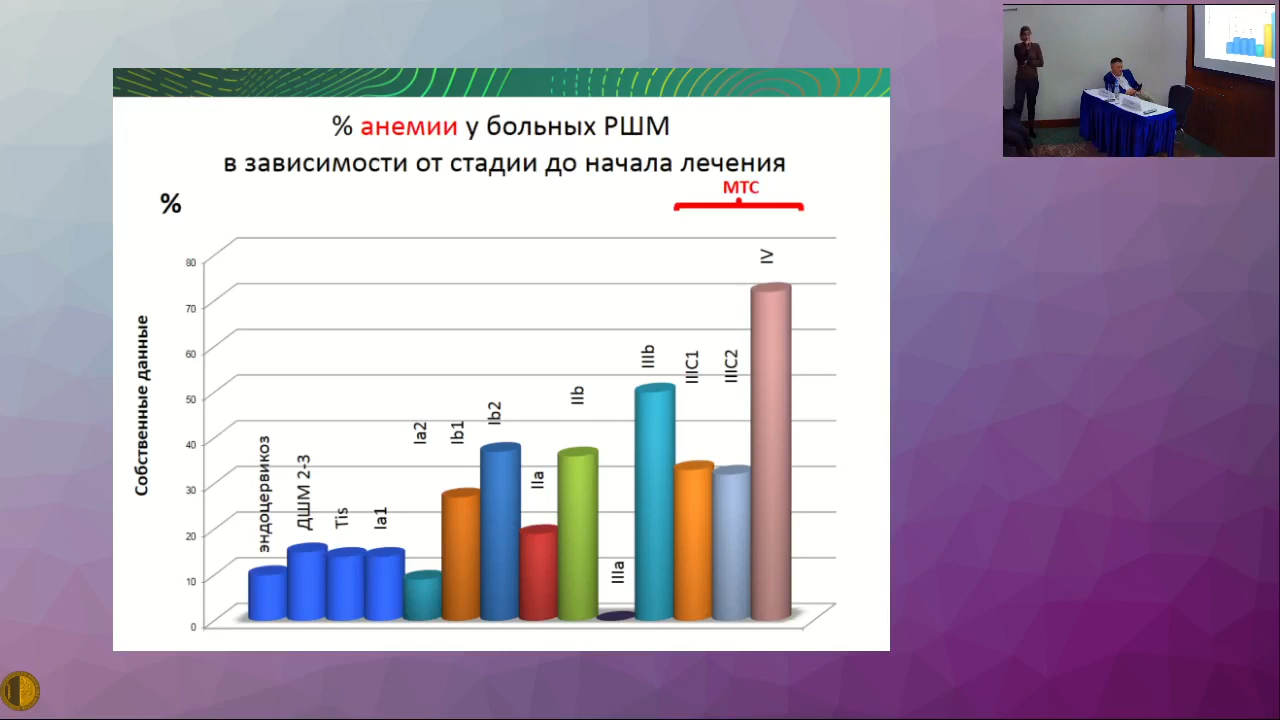 % анемии у больных РШМ
в зависимости от стадии до начала лечения
МТС
%
Собственные данные
80
70
60
50
40
30
20
10
0
эндоцервикоз
ДШМ 2-3
Tis
Ia1
Ia2
Ib1
Ib2
IIa
IIb
IIIa
IIIb
IIIC1
IIIC2
IV